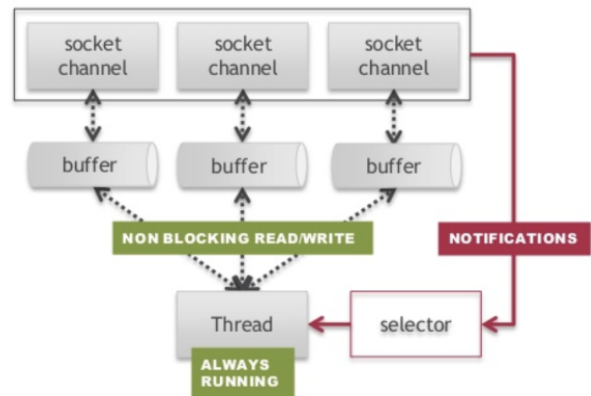 socket
channel
socket
channel
socket
channel
buffer
buffer
buffer
NON BLOCKING READ/WRITE
NOTIFICATIONS
Thread
selector
ALWAYS
RUNNING